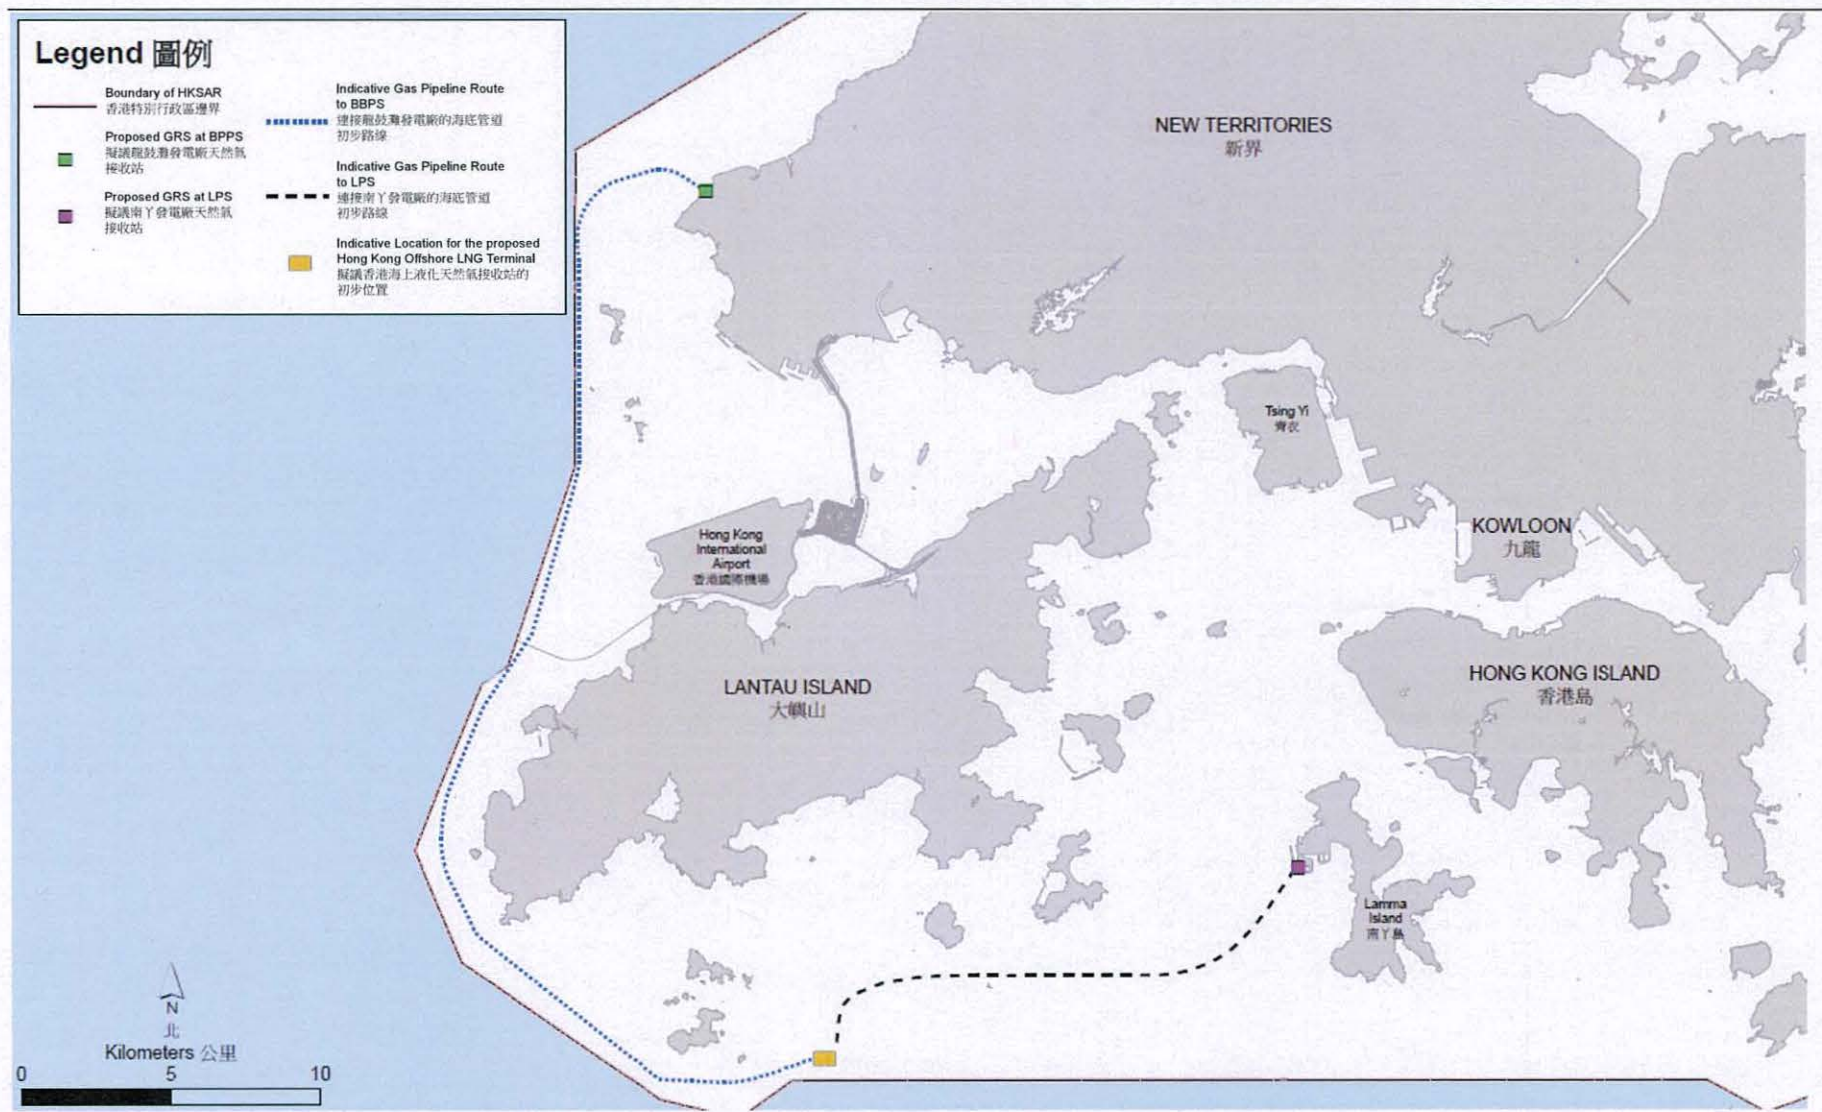 Legend 圖例
Boundary of HKSAR
香港特別行政區邊界
Proposed GRS at BPPS
擬議龍鼓灘發電廠天然氣
接收站
Proposed GRS at LPS
擬議南丫發電廠天然氣
接收站
Indicative Gas Pipeline Route
to BBPS
連接龍鼓灘發電廠的海底管道
初步路線
Indicative Gas Pipeline Route
to LPS
連接南丫發電廠的海底管道
初步路線
Indicative Location for the proposed
Hong Kong Offshore LNG Terminal
擬議香港海上液化天然氣接收站的
初步位置
NEW TERRITORIES
新界
Tsing Yi
青衣
KOWLOON
九龍
Hong Kong
International
Airport
香港國際機場
LANTAU ISLAND
大嶼山
HONG KONG ISLAND
香港島
Lamma
Island
南丫島
N
北
Kilometers 公里
0 5 10